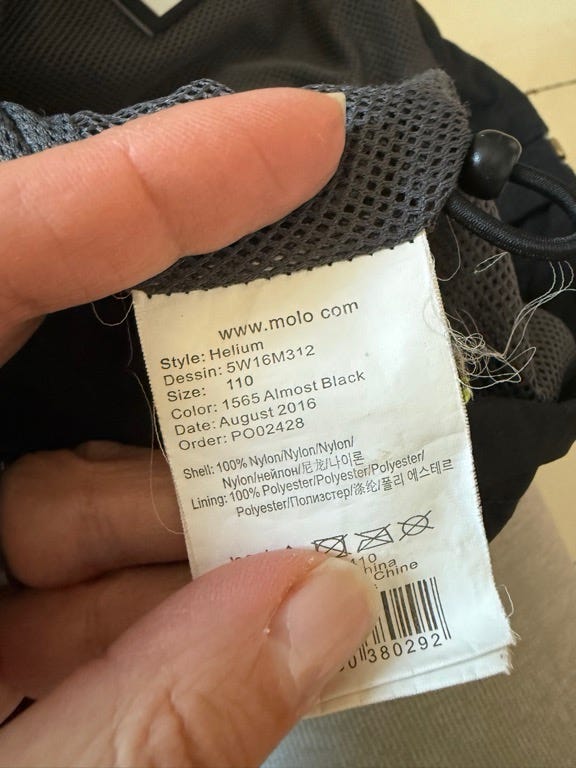 www.molo com
Style: Helium
Dessin: 5W16M312
Size: 110
Color: 1565 Almost Black
Date: August 2016
Order: PO02428
Shell: 100% Nylon/Nylon/Nylon/
Nylon/нейлон/尼龙/나이론
Lining: 100% Polyester/Polyester/Polyester/
Polyester/Полиэстер/涤纶/폴리 에스테르
Chine
380292